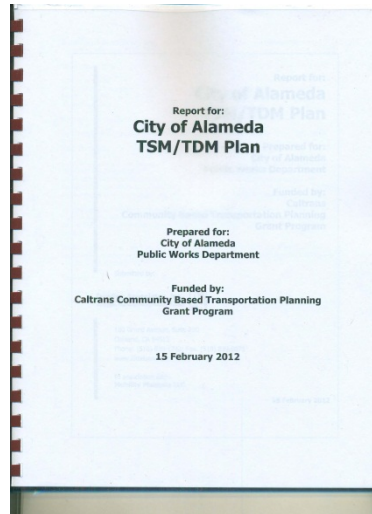 Report for:
City of Alameda
TSM/TDM Plan
Prepared for:
City of Alameda
Public Works Department
Funded by:
Caltrans Community Based Transportation Planning
Grant Program
15 February 2012